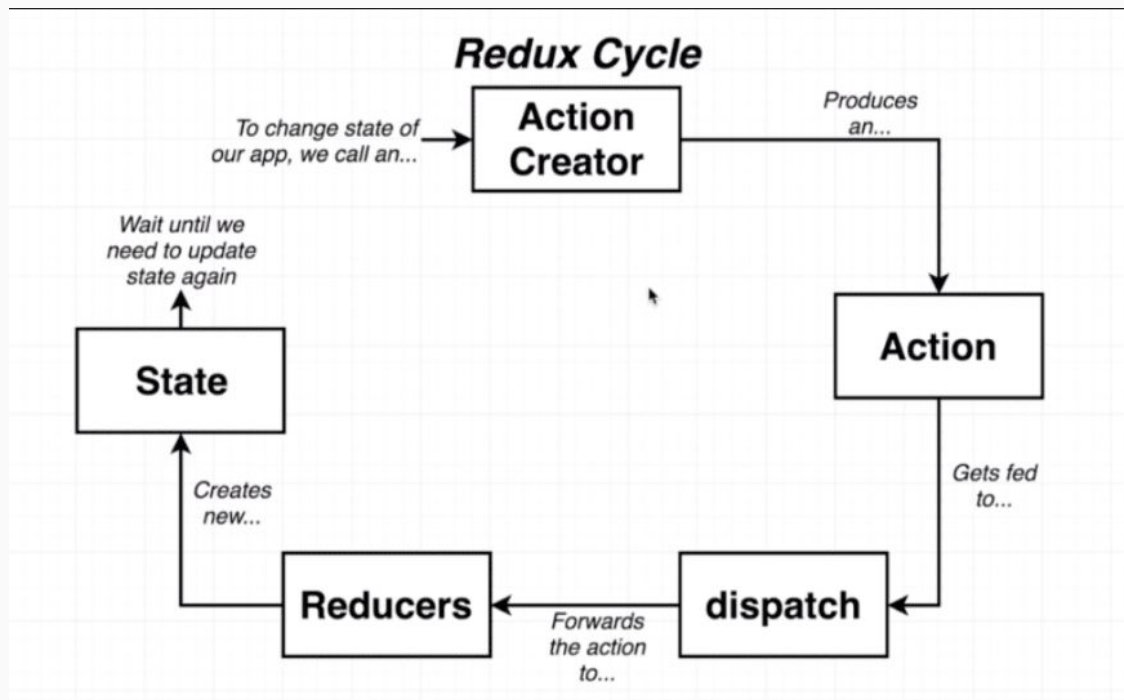 Redux Cycle
To change state of
our app, we call an...
Action
Creator
Produces
an...
Action
Gets fed
to...
dispatch
Forwards
the action
to...
Reducers
Creates
new...
State
Wait until we
need to update
state again